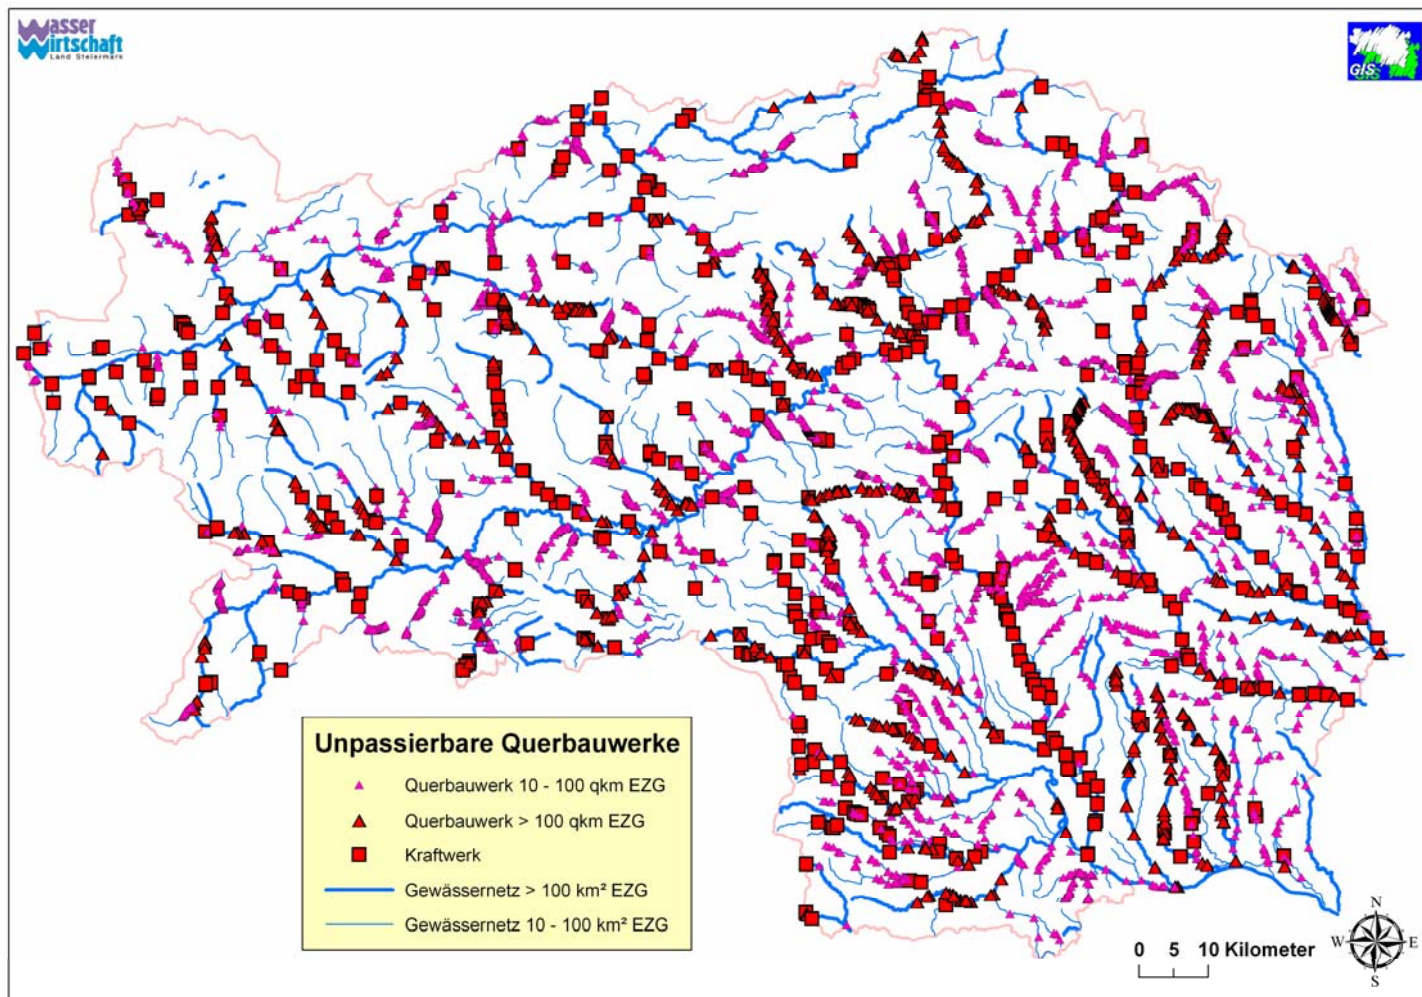 Wasser
Wirtschaft
Land Steiermark
GIS
GIS
Unpassierbare Querbauwerke
Querbauwerk 10 - 100 qkm EZG
Querbauwerk > 100 qkm EZG
Kraftwerk
Gewässernetz > 100 km² EZG
Gewässernetz 10 - 100 km² EZG
N
W E
S
0 5 10 Kilometer